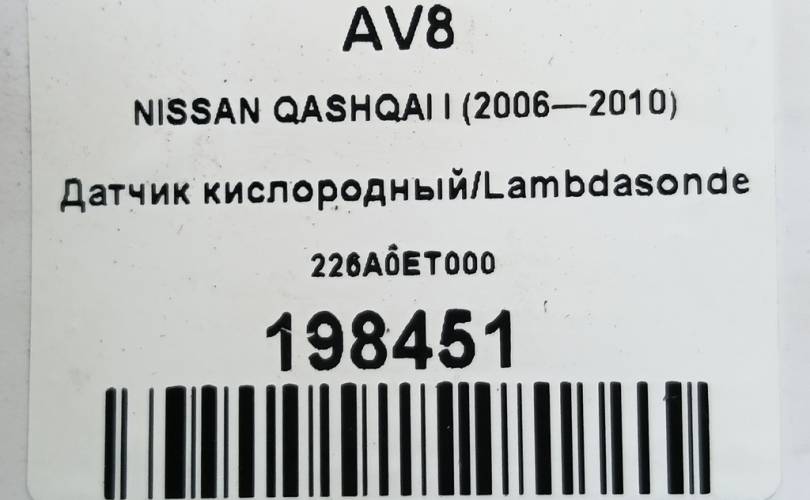 AV8
NISSAN QASHQAI I (2006—2010)
Датчик кислородный/Lambdasonde
226A0ET000
198451